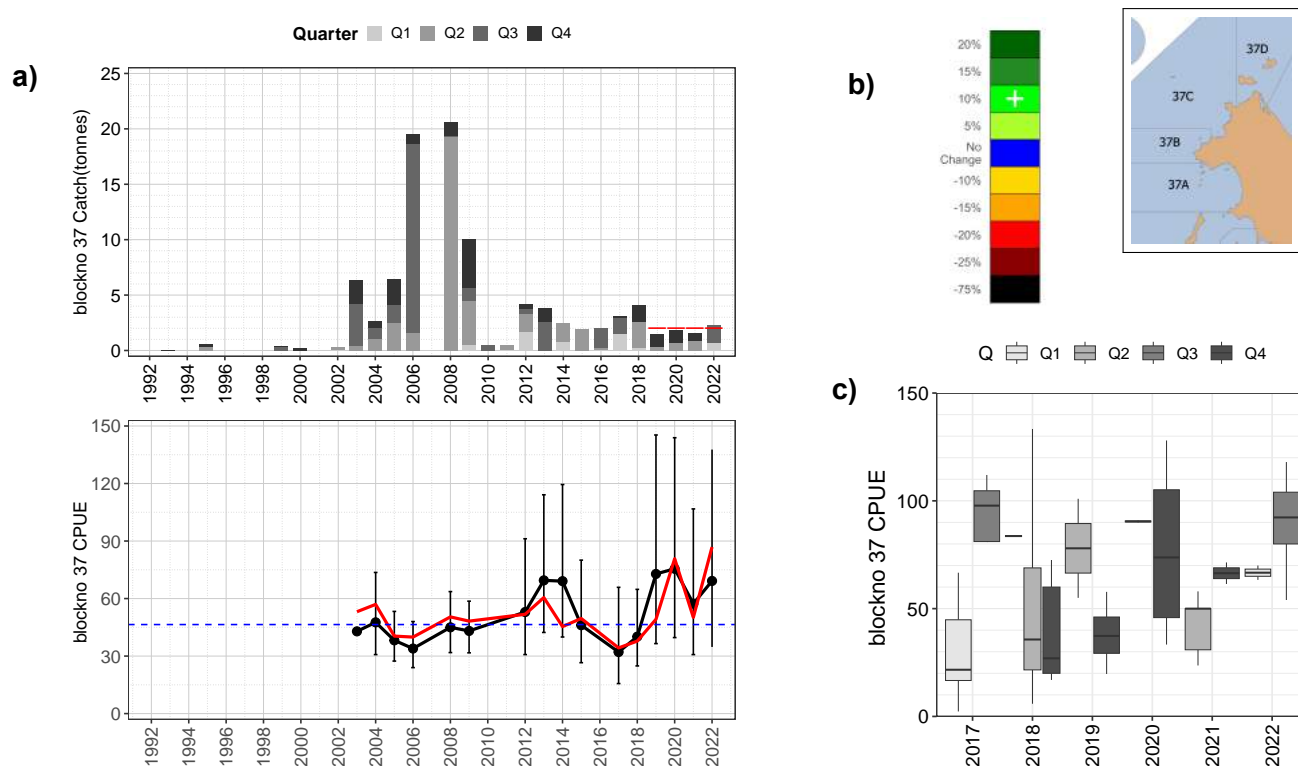 Quarter Q1 Q2 Q3 Q4
a)
blockno 37 Catch(tonnes)
25
20
15
10
5
0
1992 1994 1996 1998 2000 2002 2004 2006 2008 2010 2012 2014 2016 2018 2020 2022
blockno 37 CPUE
150
120
90
60
30
0
1992 1994 1996 1998 2000 2002 2004 2006 2008 2010 2012 2014 2016 2018 2020 2022
b)
20%
15%
10%
5%
No
Change
-10%
-15%
-20%
-25%
-75%
37D
37C
37B
37A
Q Q1 Q2 Q3 Q4
c)
blockno 37 CPUE
150
100
50
0
2017 2018 2019 2020 2021 2022